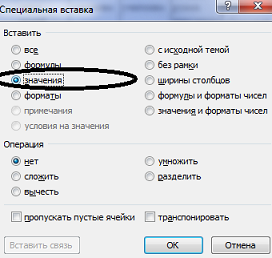 Специальная вставка
Вставить
все
с исходной темой
формулы
без рамки
значения
ширины столбцов
форматы
формулы и форматы чисел
примечания
значения и форматы чисел
условия на значения
Операция
нет
умножить
сложить
разделить
вычесть
пропускать пустые ячейки
транспонировать
Вставить связь
ОК
Отмена